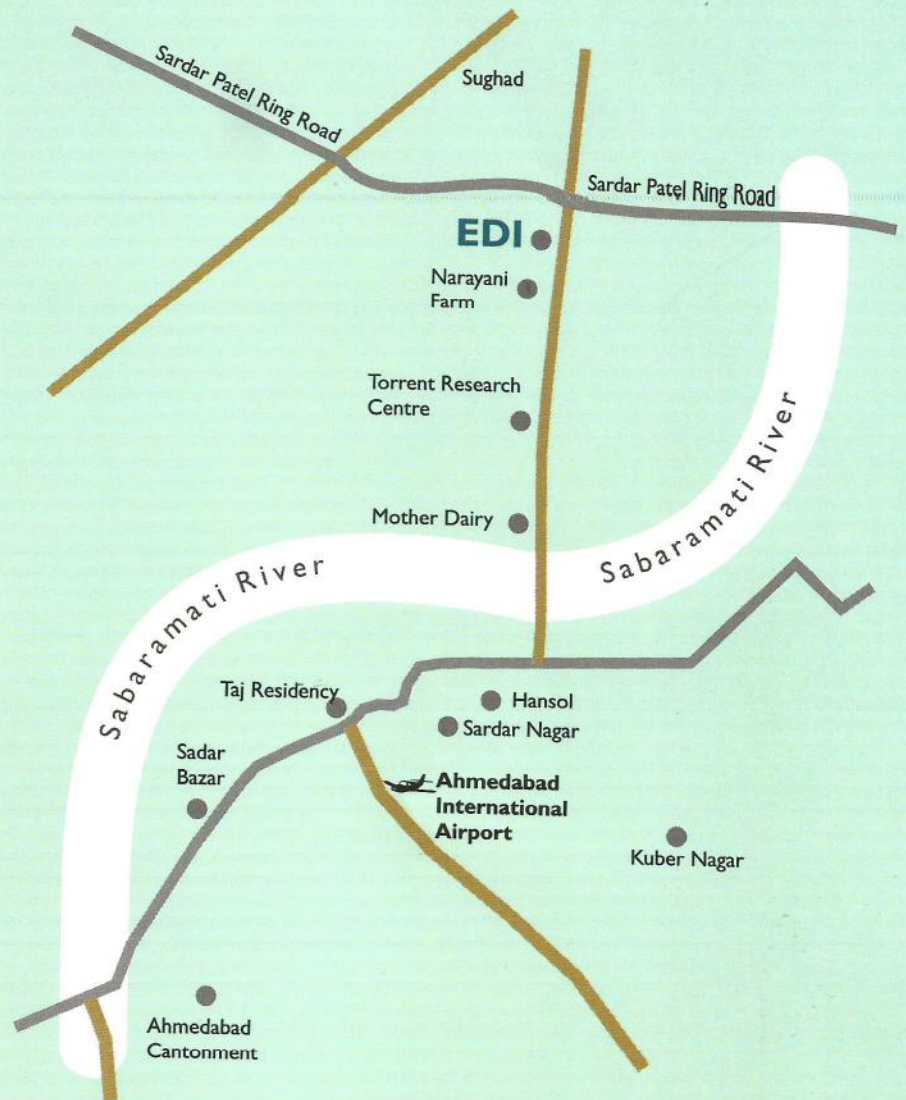 Sardar Patel Ring Road
Sughad
Sardar Patel Ring Road
EDI
Narayani
Farm
Torrent Research
Centre
Mother Dairy
Sabaramati River
Sabaramati River
Taj Residency
Hansol
Sardar Nagar
Sadar
Bazar
Ahmedabad
International
Airport
Kuber Nagar
Ahmedabad
Cantonment